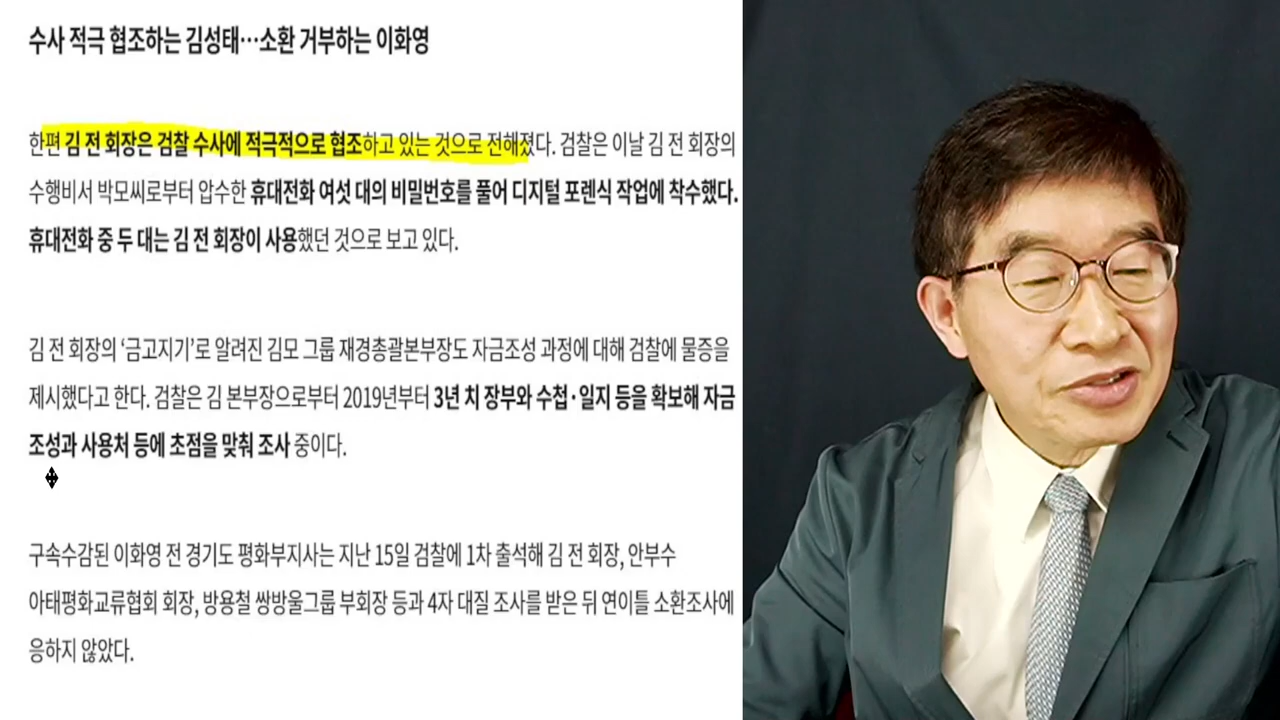 수사 적극 협조하는 김성태…소환 거부하는 이화영
한편 김 전 회장은 검찰 수사에 적극적으로 협조하고 있는 것으로 전해졌다. 검찰은 이날 김 전 회장의
수행비서 박모씨로부터 압수한 휴대전화 여섯 대의 비밀번호를 풀어 디지털 포렌식 작업에 착수했다.
휴대전화 중 두 대는 김 전 회장이 사용했던 것으로 보고 있다.
김 전 회장의 ‘금고지기’로 알려진 김모 그룹 재경총괄본부장도 자금조성 과정에 대해 검찰에 물증을
제시했다고 한다. 검찰은 김 본부장으로부터 2019년부터 3년 치 장부와 수첩·일지 등을 확보해 자금
조성과 사용처 등에 초점을 맞춰 조사 중이다.
구속수감된 이화영 전 경기도 평화부지사는 지난 15일 검찰에 1차 출석해 김 전 회장, 안부수
아태평화교류협회 회장, 방용철 쌍방울그룹 부회장 등과 4자 대질 조사를 받은 뒤 연이틀 소환조사에
응하지 않았다.